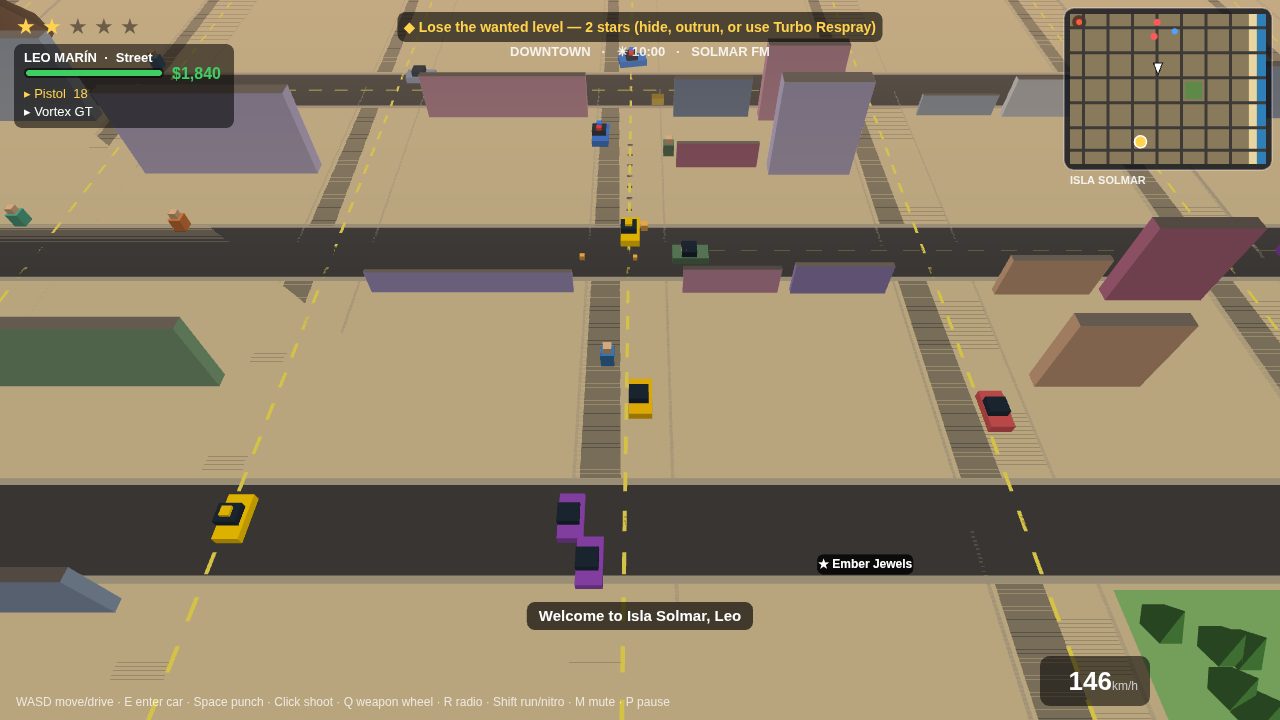 ◆ Lose the wanted level — 2 stars (hide, outrun, or use Turbo Respray)
DOWNTOWN · ☀ 10:00 · SOLMAR FM
LEO MARÍN · Street
$1,840
▸ Pistol 18
▸ Vortex GT
ISLA SOLMAR
★ Ember Jewels
Welcome to Isla Solmar, Leo
146 km/h
WASD move/drive · E enter car · Space punch · Click shoot · Q weapon wheel · R radio · Shift run/nitro · M mute · P pause